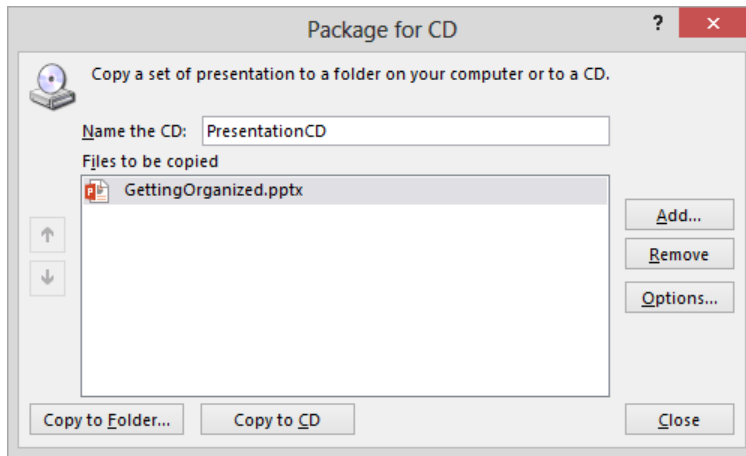 Package for CD
?
×
Copy a set of presentation to a folder on your computer or to a CD.
Name the CD: PresentationCD
Files to be copied
GettingOrganized.pptx
Add...
Remove
Options...
Copy to Folder... Copy to CD Close